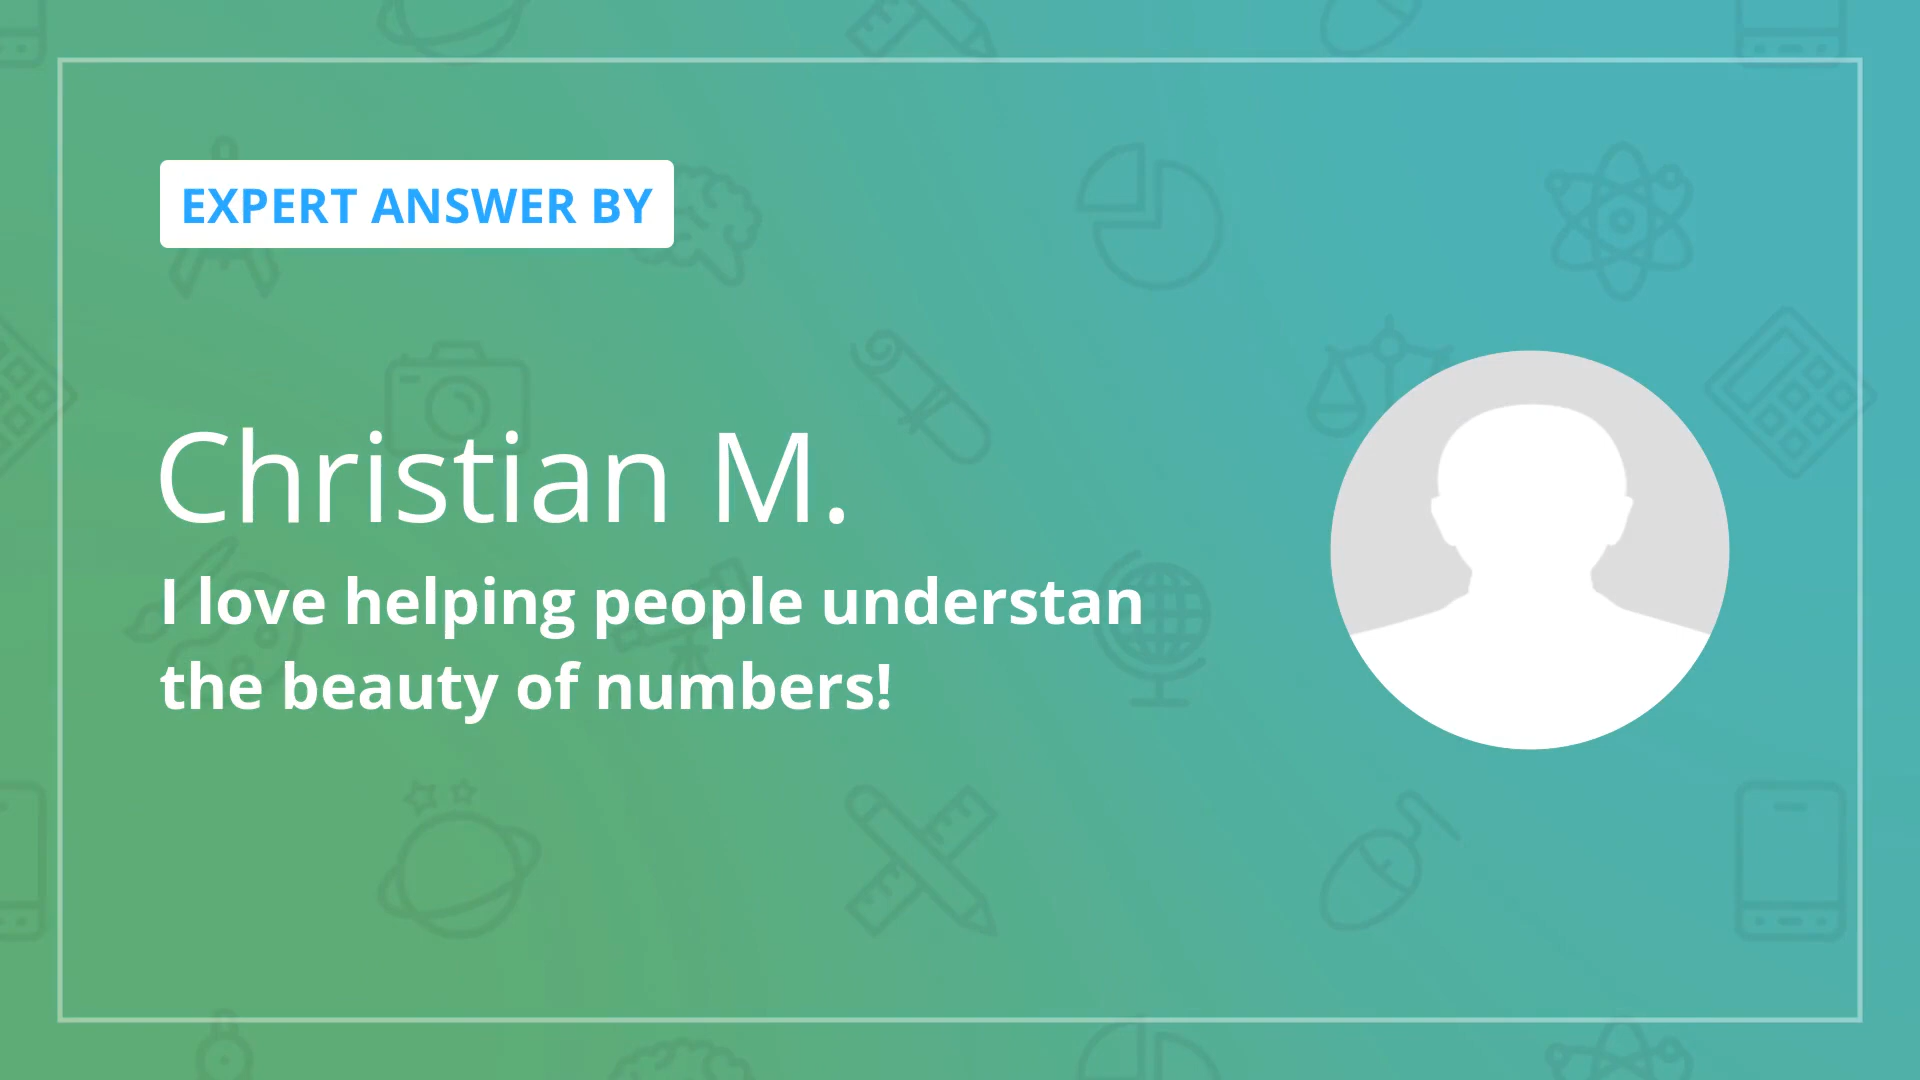 EXPERT ANSWER BY
Christian M.
I love helping people understan
the beauty of numbers!